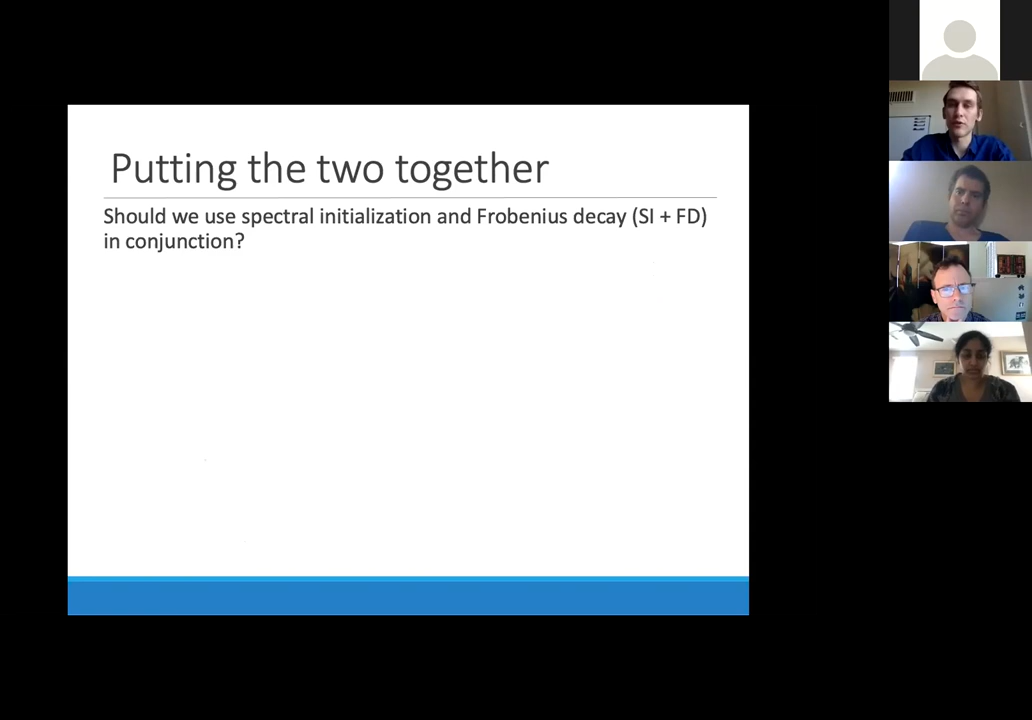 Putting the two together
Should we use spectral initialization and Frobenius decay (SI + FD)
in conjunction?